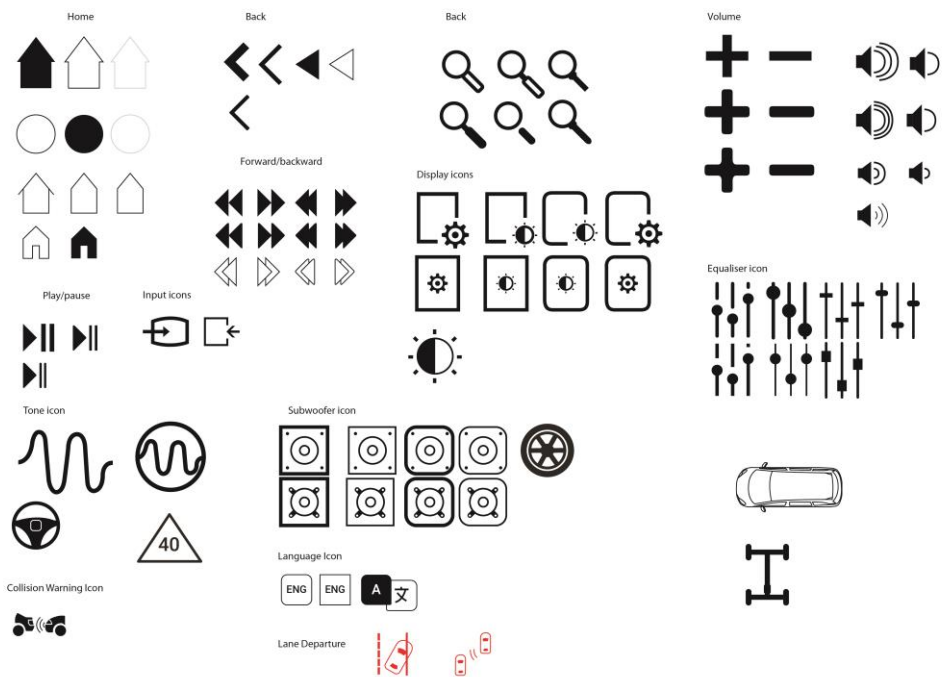 Home
Back
Back
Volume
Forward/backward
Display icons
Equaliser icon
Play/pause
Input icons
Tone icon
Subwoofer icon
40
Language Icon
ENG
ENG
A
文
Collision Warning Icon
Lane Departure